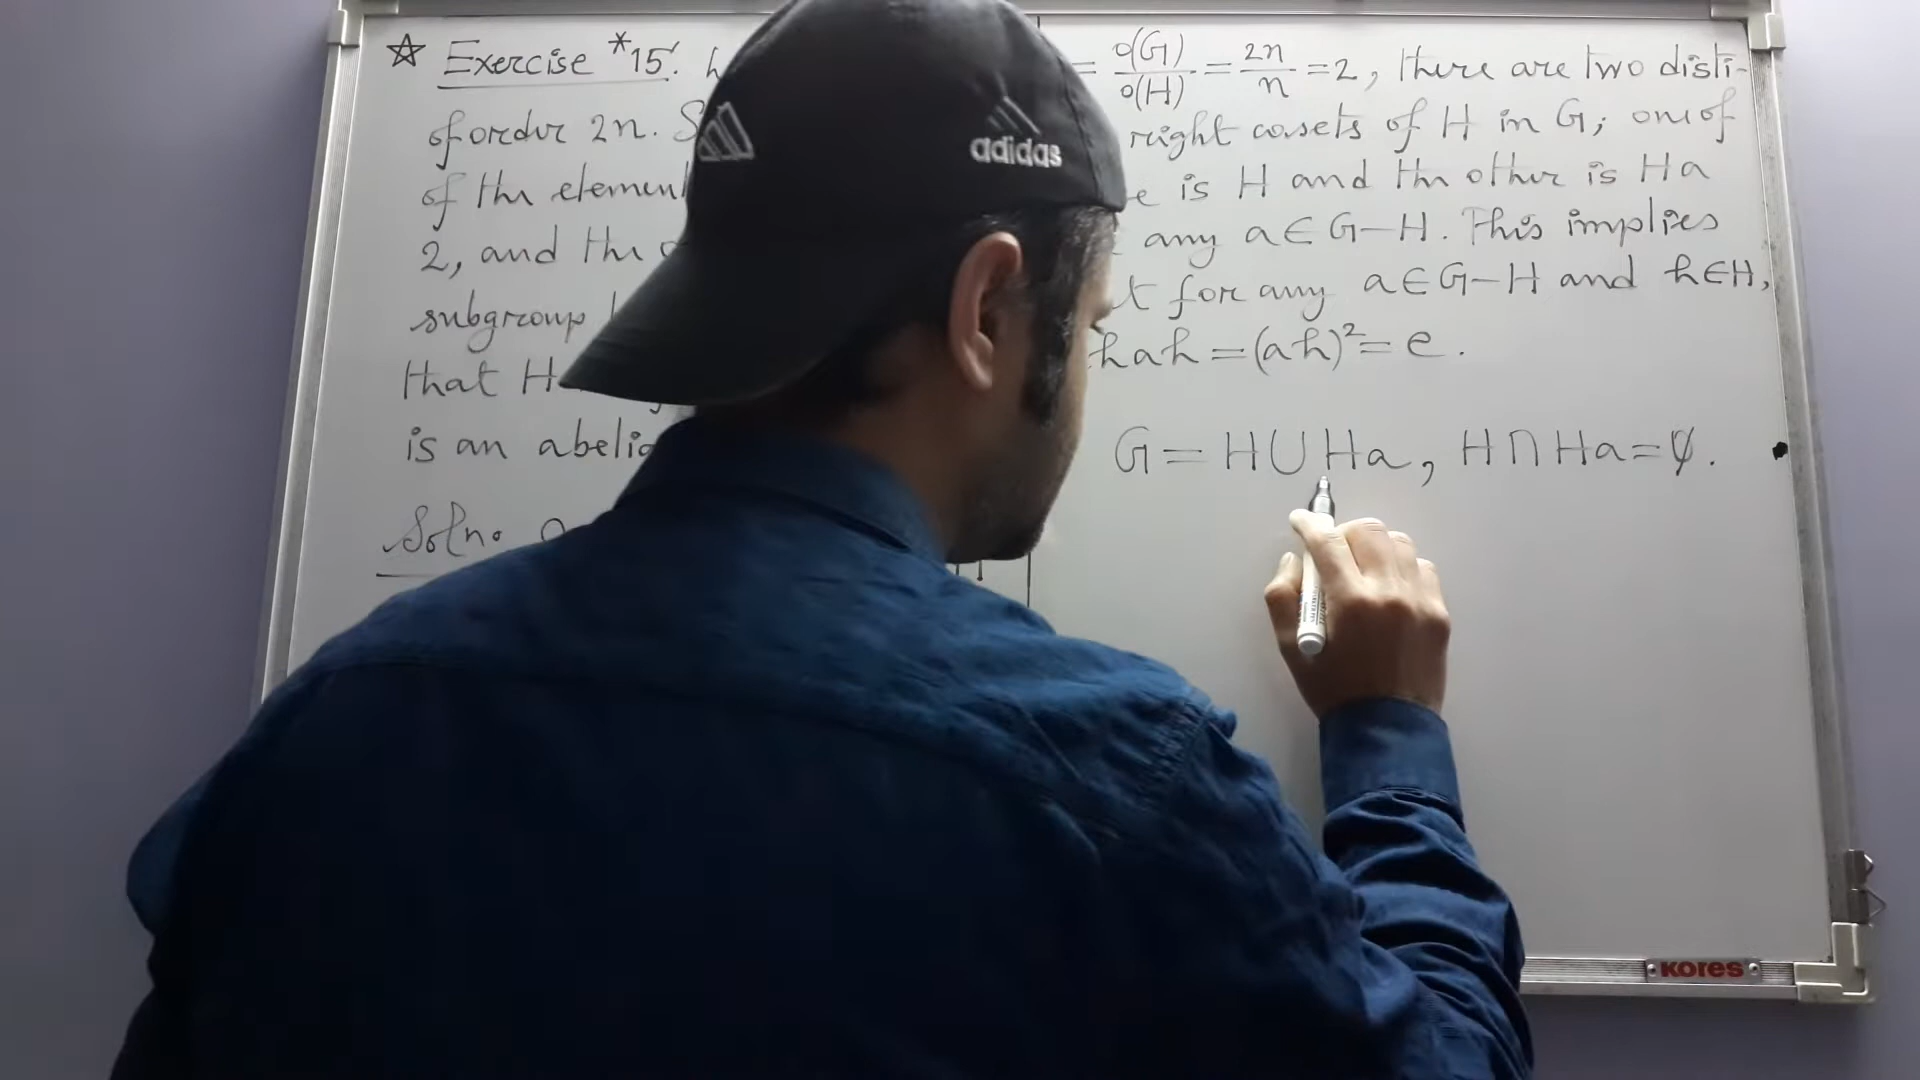 ☆ Exercise *15:
of order 2n. S
of the element
2, and the
subgroup
that H
is an abelia
Soln:
= o(G)/o(H) = 2n/n = 2, there are two disti-
right cosets of H in G; one of
e is H and the other is Ha
any a∈G-H. This implies
t for any a∈G-H and h∈H,
hah = (ah)²= e.
G = H∪Ha, H∩Ha=∅.
adidas
KORES